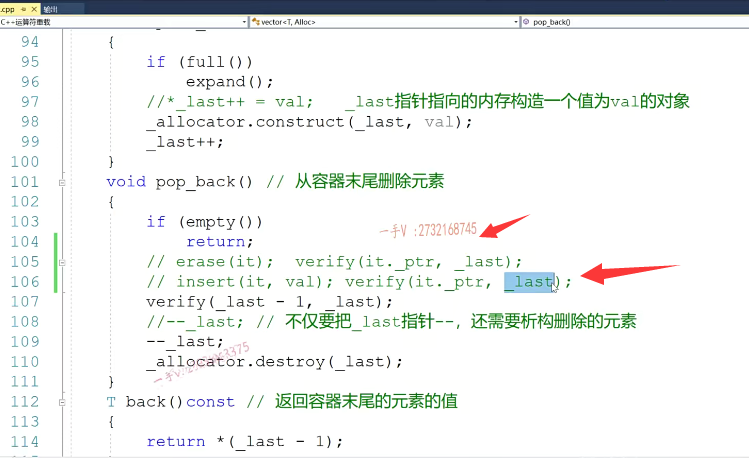 .cpp 输出
C++运算符重载 vector<T, Alloc> pop_back()
94 {
95 if (full())
96 expand();
97 //*_last++ = val; _last指针指向的内存构造一个值为val的对象
98 _allocator.construct(_last, val);
99 _last++;
100 }
101 void pop_back() // 从容器末尾删除元素
102 {
103 if (empty())
一手V :2732168745
104 return;
105 // erase(it); verify(it._ptr, _last);
106 // insert(it, val); verify(it._ptr, _last);
107 verify(_last - 1, _last);
108 //--_last; // 不仅要把_last指针--, 还需要析构删除的元素
109 --_last;
110 _allocator.destroy(_last);
一手V:
111 }
112 T back()const // 返回容器末尾的元素的值
113 {
114 return *(_last - 1);